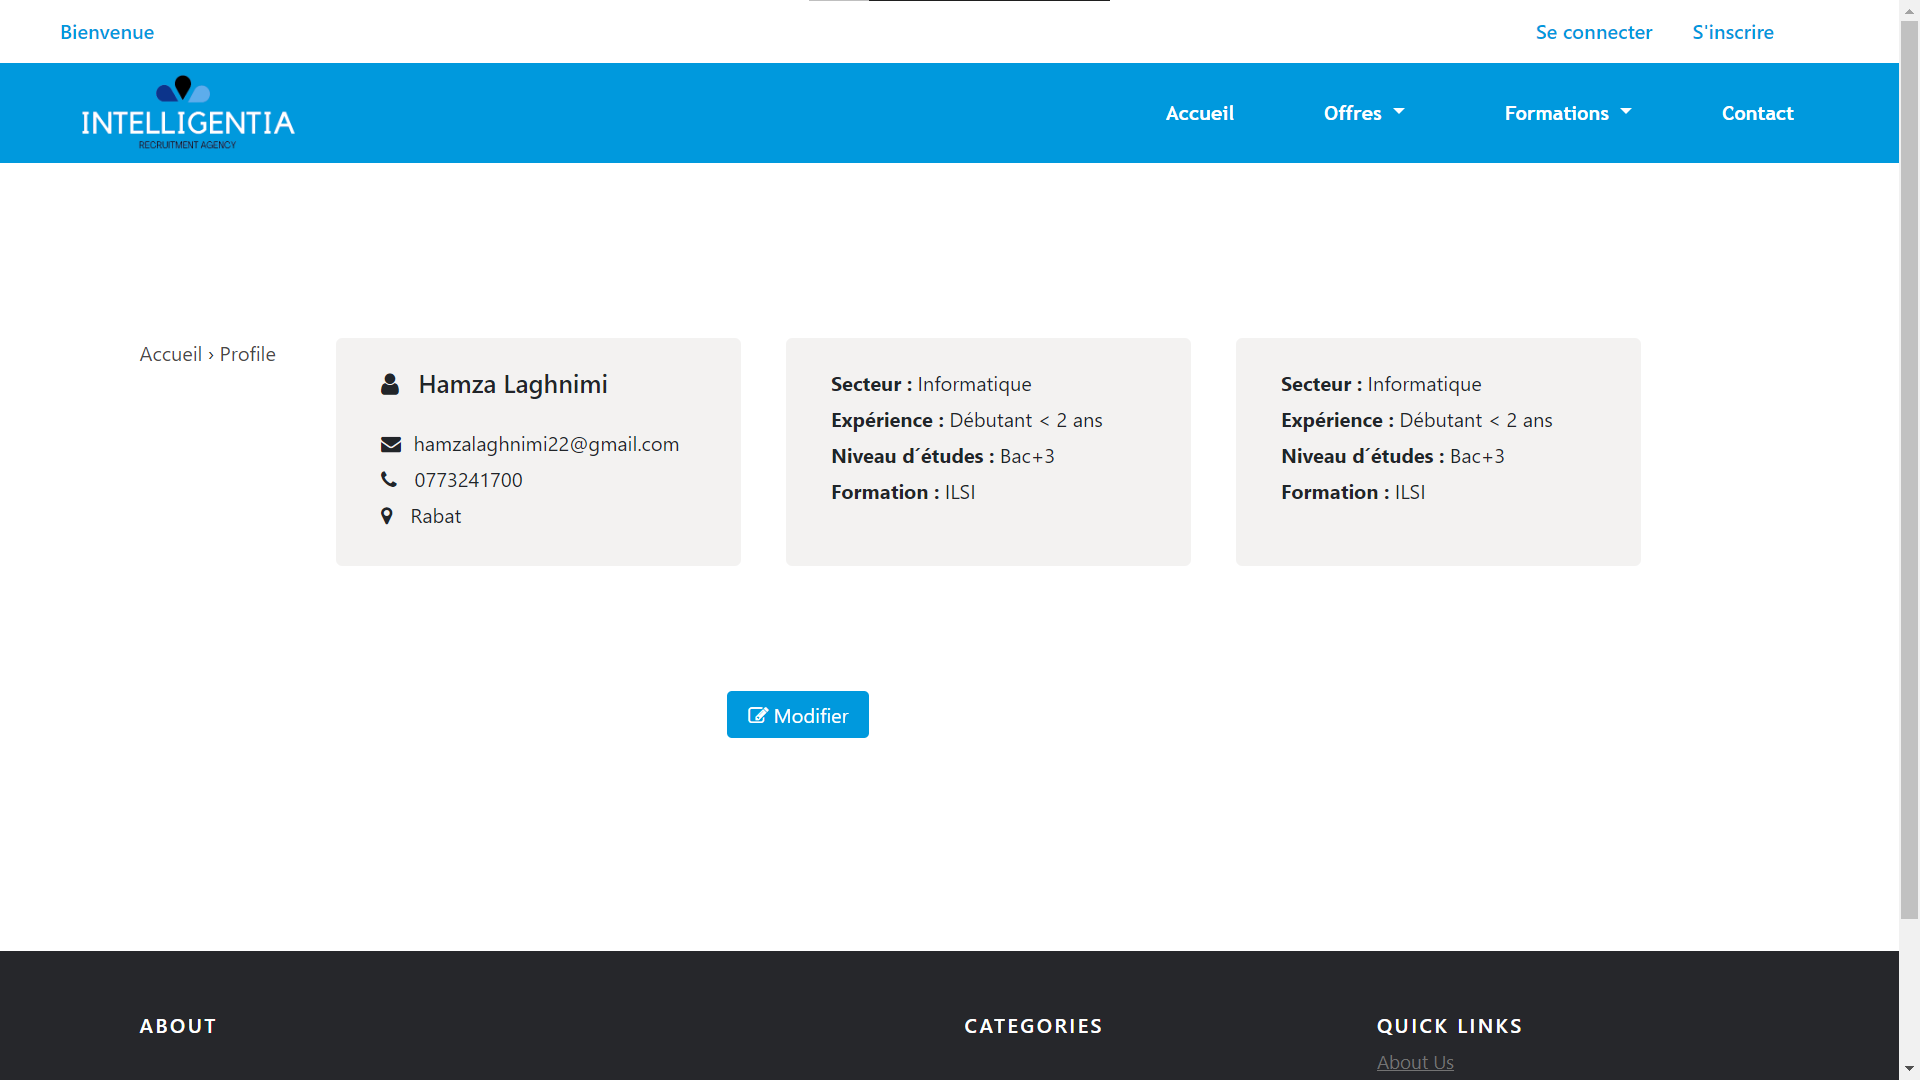 Bienvenue
Se connecter
S'inscrire
INTELLIGENTIA
RECRUITMENT AGENCY
Accueil
Offres
Formations
Contact
Accueil › Profile
Hamza Laghnimi
hamzalaghnimi22@gmail.com
0773241700
Rabat
Secteur : Informatique
Expérience : Débutant < 2 ans
Niveau d´études : Bac+3
Formation : ILSI
Secteur : Informatique
Expérience : Débutant < 2 ans
Niveau d´études : Bac+3
Formation : ILSI
Modifier
ABOUT
CATEGORIES
QUICK LINKS
About Us